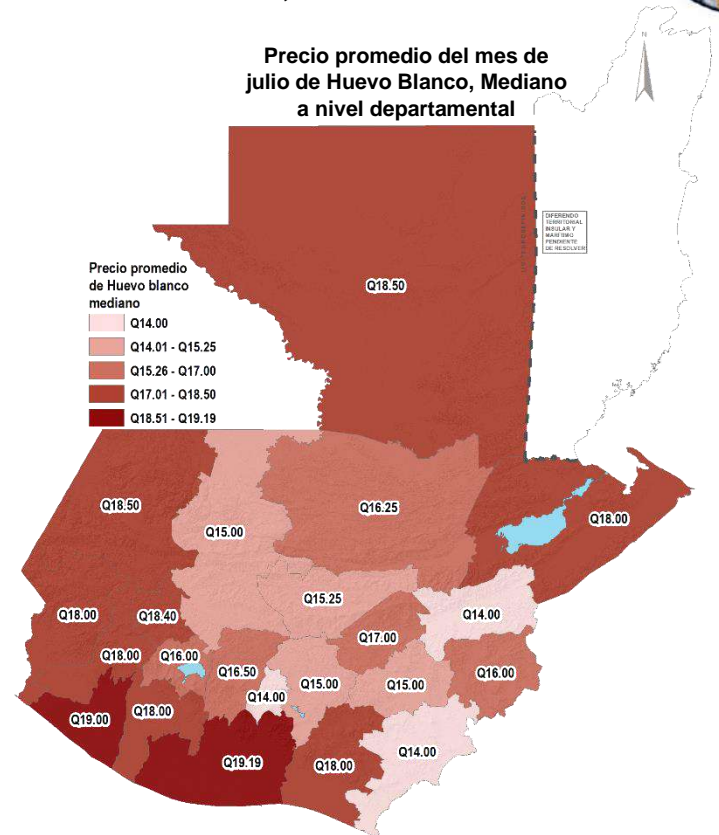 Precio promedio del mes de
julio de Huevo Blanco, Mediano
a nivel departamental
N
DIFERENDO
TERRITORIAL
INSULAR Y
MARÍTIMO
PENDIENTE
DE RESOLVER
Precio promedio
de Huevo blanco
mediano
Q14.00
Q14.01 - Q15.25
Q15.26 - Q17.00
Q17.01 - Q18.50
Q18.51 - Q19.19
Q18.50
Q18.50
Q15.00
Q16.25
Q18.00
Q15.25
Q18.00
Q18.40
Q14.00
Q17.00
Q18.00
Q16.00
Q16.50
Q16.00
Q14.00
Q15.00
Q15.00
Q19.00
Q18.00
Q14.00
Q19.19
Q18.00